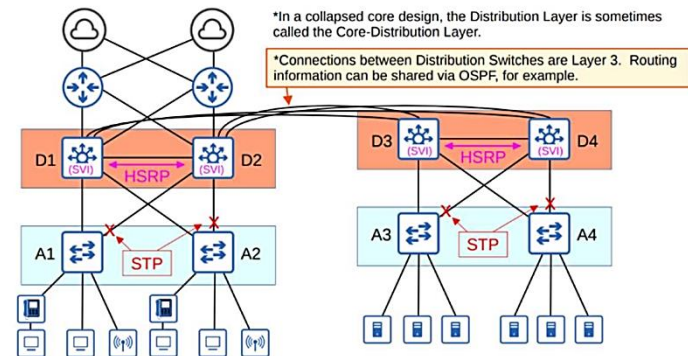 *In a collapsed core design, the Distribution Layer is sometimes
called the Core-Distribution Layer.
*Connections between Distribution Switches are Layer 3. Routing
information can be shared via OSPF, for example.
D1
(SVI)
HSRP
(SVI)
D2
D3
(SVI)
HSRP
(SVI)
D4
A1
STP
A2
A3
STP
A4